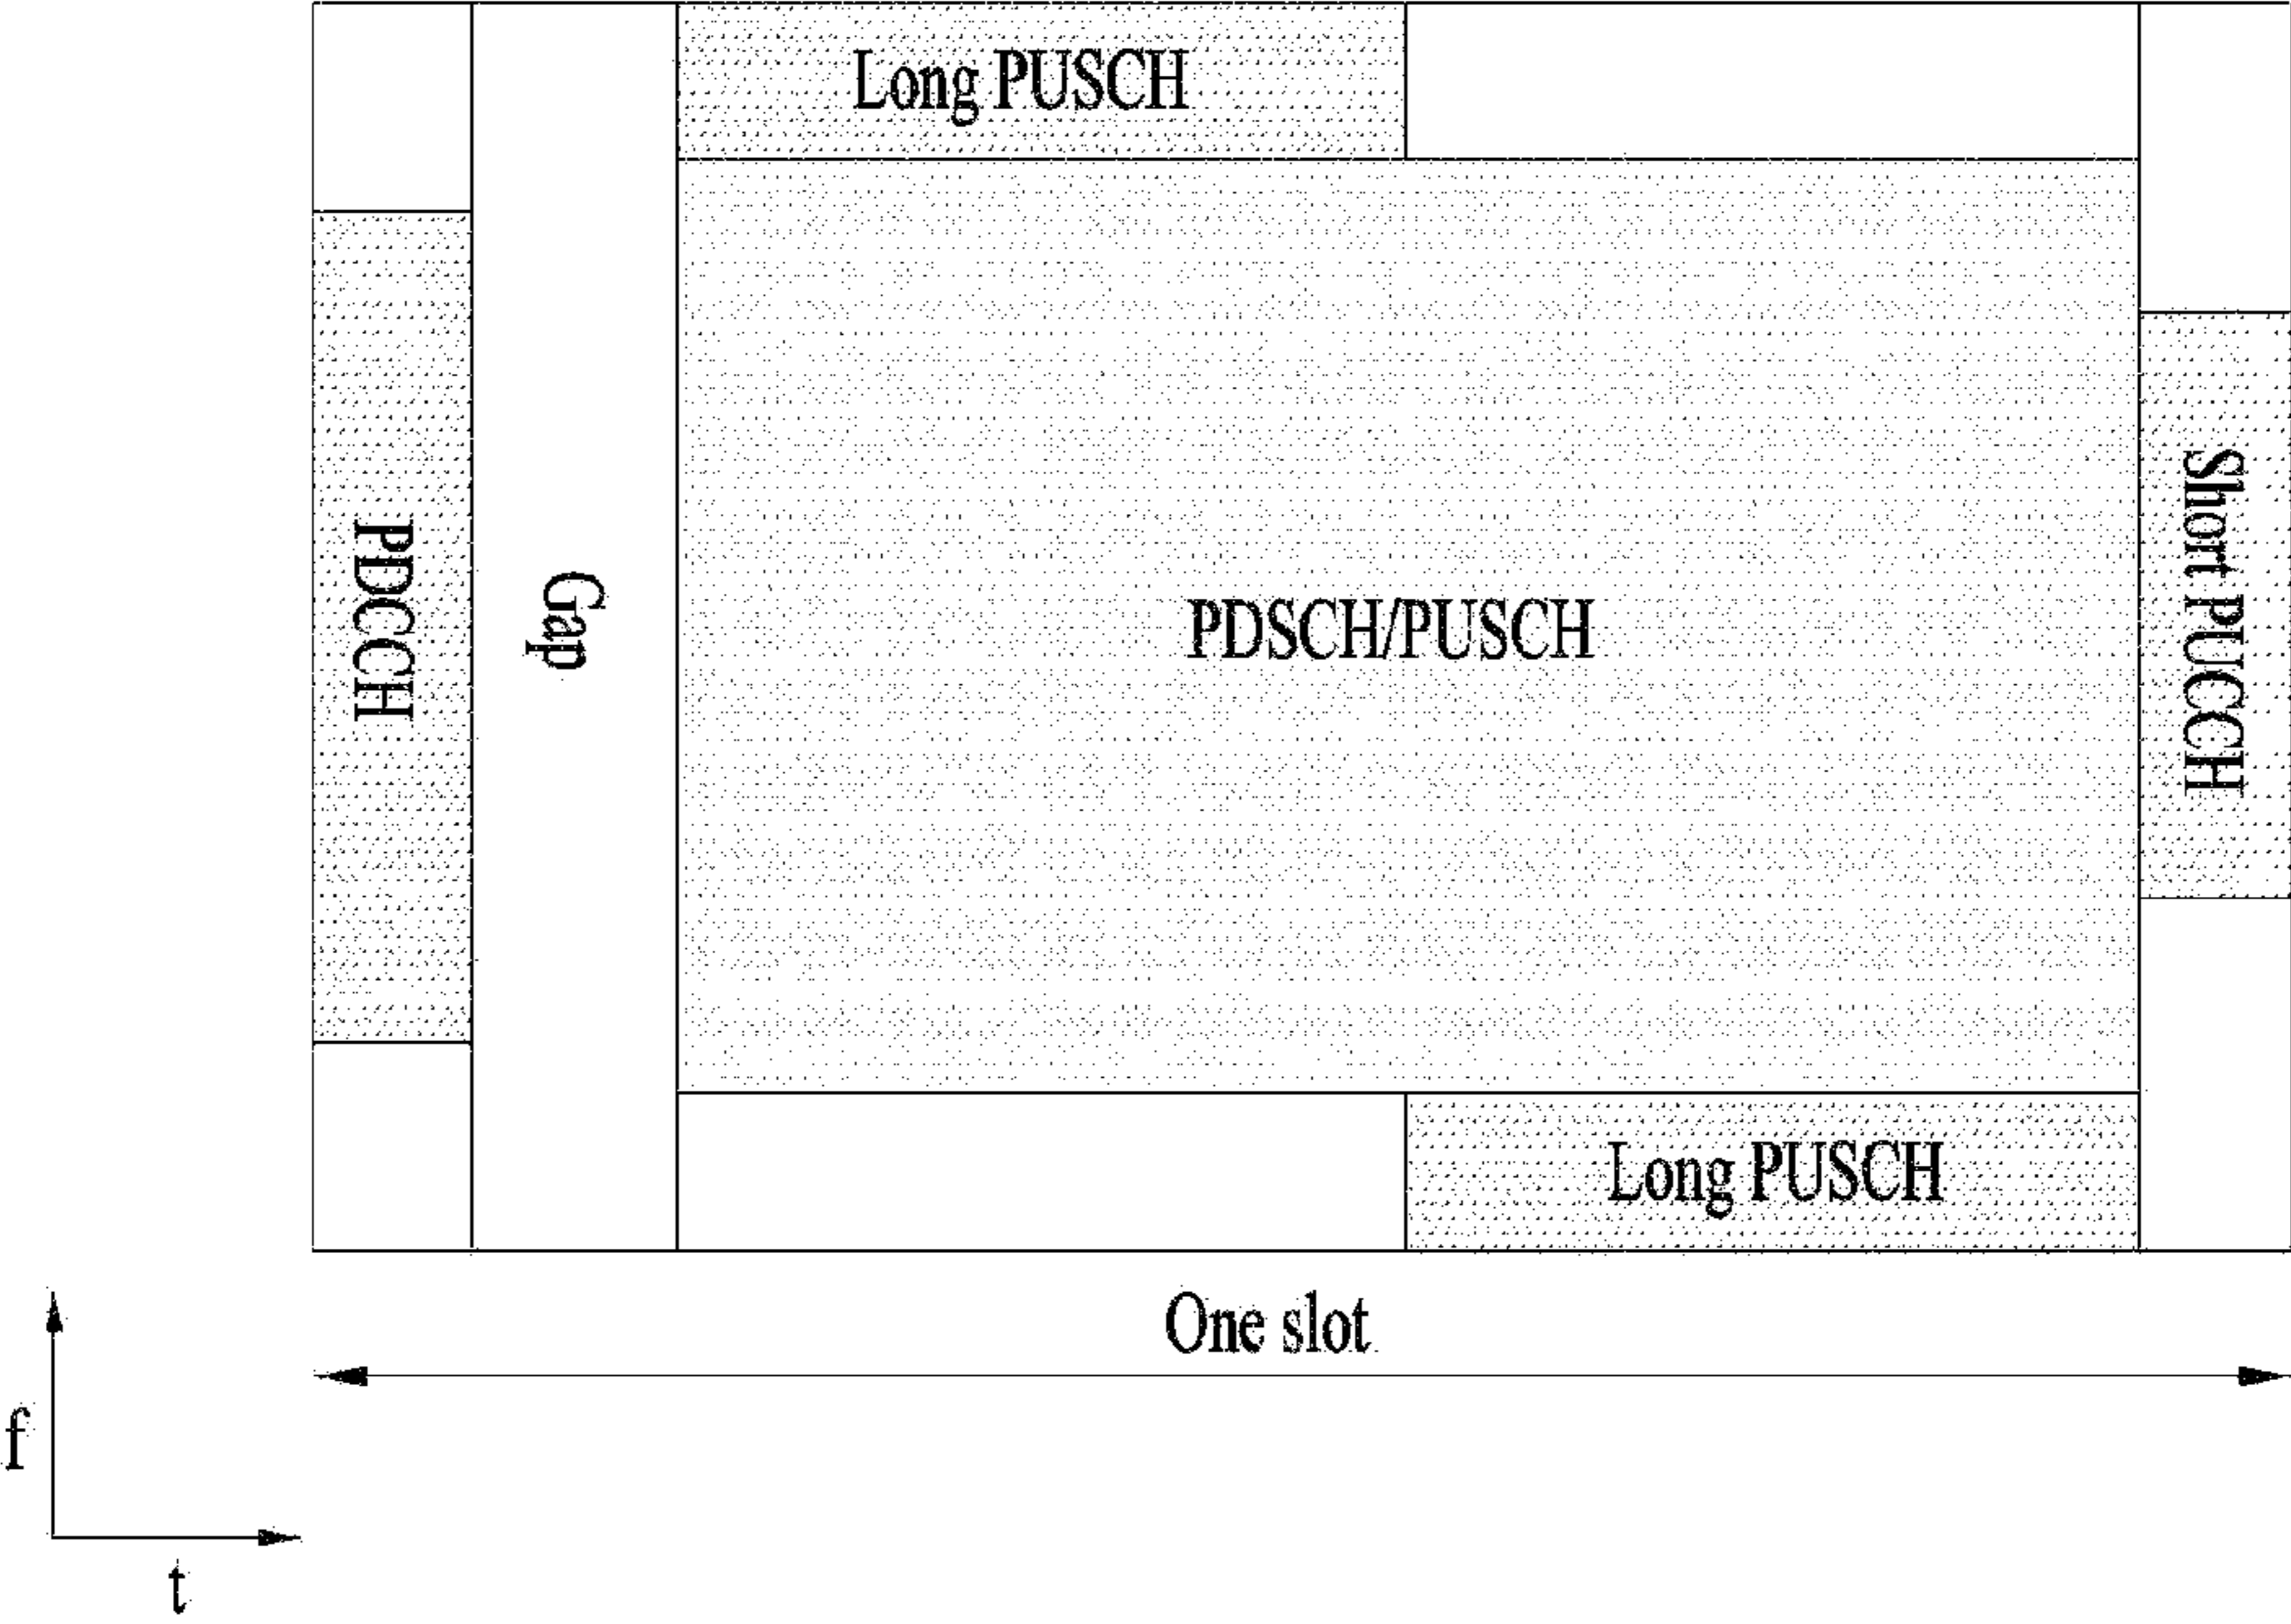 Long PUSCH
PDCCH
Gap
PDSCH/PUSCH
Short PUCCH
Long PUSCH
One slot
f
t